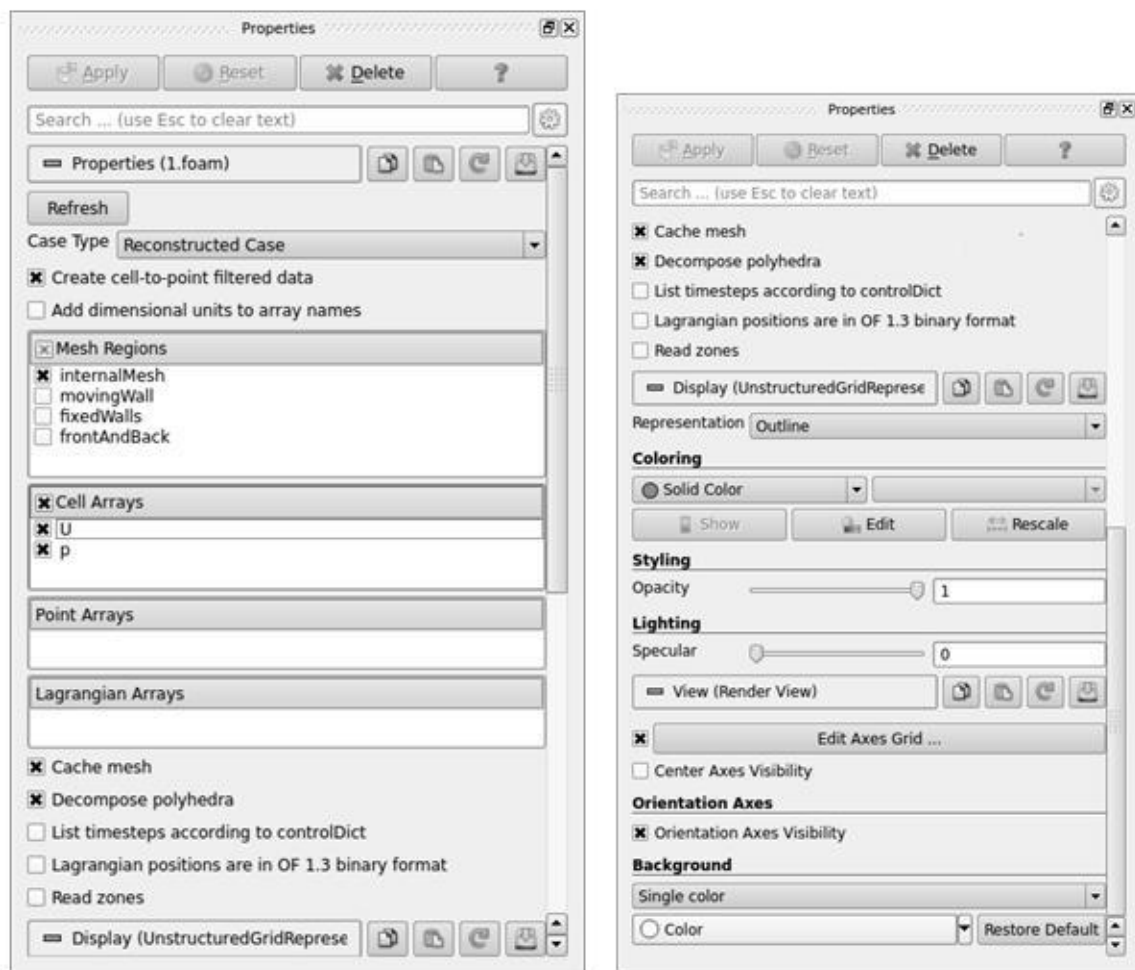 Properties
Apply Reset Delete ?
Search ... (use Esc to clear text)
Properties (1.foam)
Refresh
Case Type Reconstructed Case
Create cell-to-point filtered data
Add dimensional units to array names
Mesh Regions
internalMesh
movingWall
fixedWalls
frontAndBack
Cell Arrays
U
p
Point Arrays
Lagrangian Arrays
Cache mesh
Decompose polyhedra
List timesteps according to controlDict
Lagrangian positions are in OF 1.3 binary format
Read zones
Display (UnstructuredGridReprese
Properties
Apply Reset Delete ?
Search ... (use Esc to clear text)
Cache mesh
Decompose polyhedra
List timesteps according to controlDict
Lagrangian positions are in OF 1.3 binary format
Read zones
Display (UnstructuredGridReprese
Representation Outline
Coloring
Solid Color
Show Edit Rescale
Styling
Opacity 1
Lighting
Specular 0
View (Render View)
Edit Axes Grid ...
Center Axes Visibility
Orientation Axes
Orientation Axes Visibility
Background
Single color
Color Restore Default